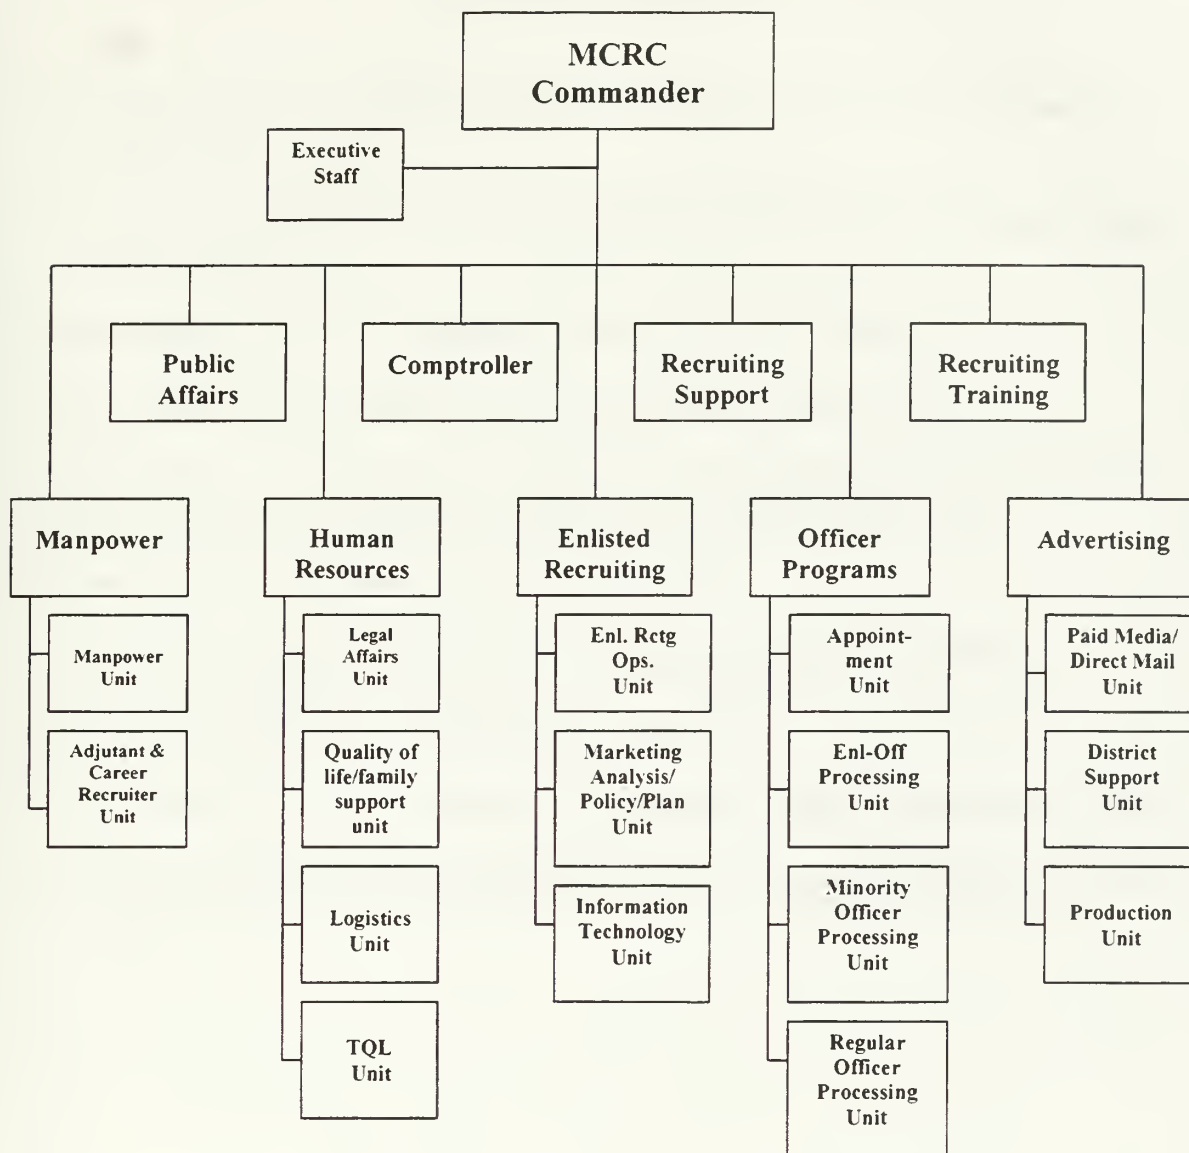 MCRC
Commander
Executive
Staff
Public
Affairs
Comptroller
Recruiting
Support
Recruiting
Training
Manpower
Human
Resources
Enlisted
Recruiting
Officer
Programs
Advertising
Manpower
Unit
Adjutant &
Career
Recruiter
Unit
Legal
Affairs
Unit
Quality of
life/family
support
unit
Logistics
Unit
TQL
Unit
Enl. Rctg
Ops.
Unit
Marketing
Analysis/
Policy/Plan
Unit
Information
Technology
Unit
Appoint-
ment
Unit
Enl-Off
Processing
Unit
Minority
Officer
Processing
Unit
Regular
Officer
Processing
Unit
Paid Media/
Direct Mail
Unit
District
Support
Unit
Production
Unit